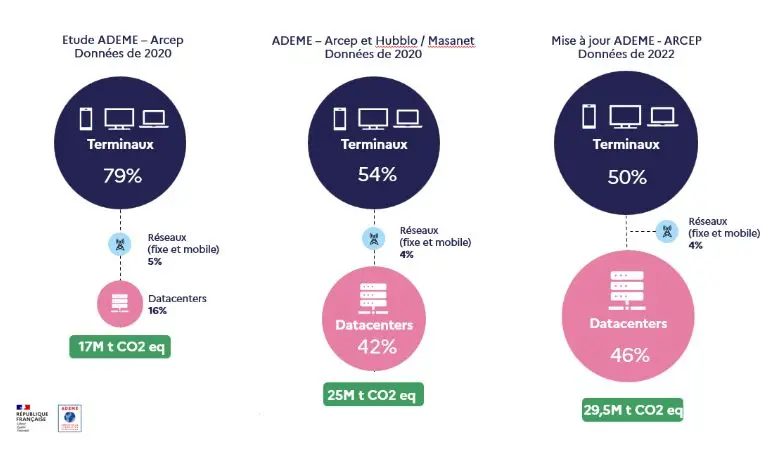 Etude ADEME – Arcep
Données de 2020
Terminaux
79%
Réseaux
(fixe et mobile)
5%
Datacenters
16%
17M t CO2 eq
ADEME – Arcep et Hubblo / Masanet
Données de 2020
Terminaux
54%
Réseaux
(fixe et mobile)
4%
Datacenters
42%
25M t CO2 eq
Mise à jour ADEME - ARCEP
Données de 2022
Terminaux
50%
Réseaux
(fixe et mobile)
4%
Datacenters
46%
29,5M t CO2 eq
RÉPUBLIQUE
FRANÇAISE
Liberté
Égalité
Fraternité
ADEME